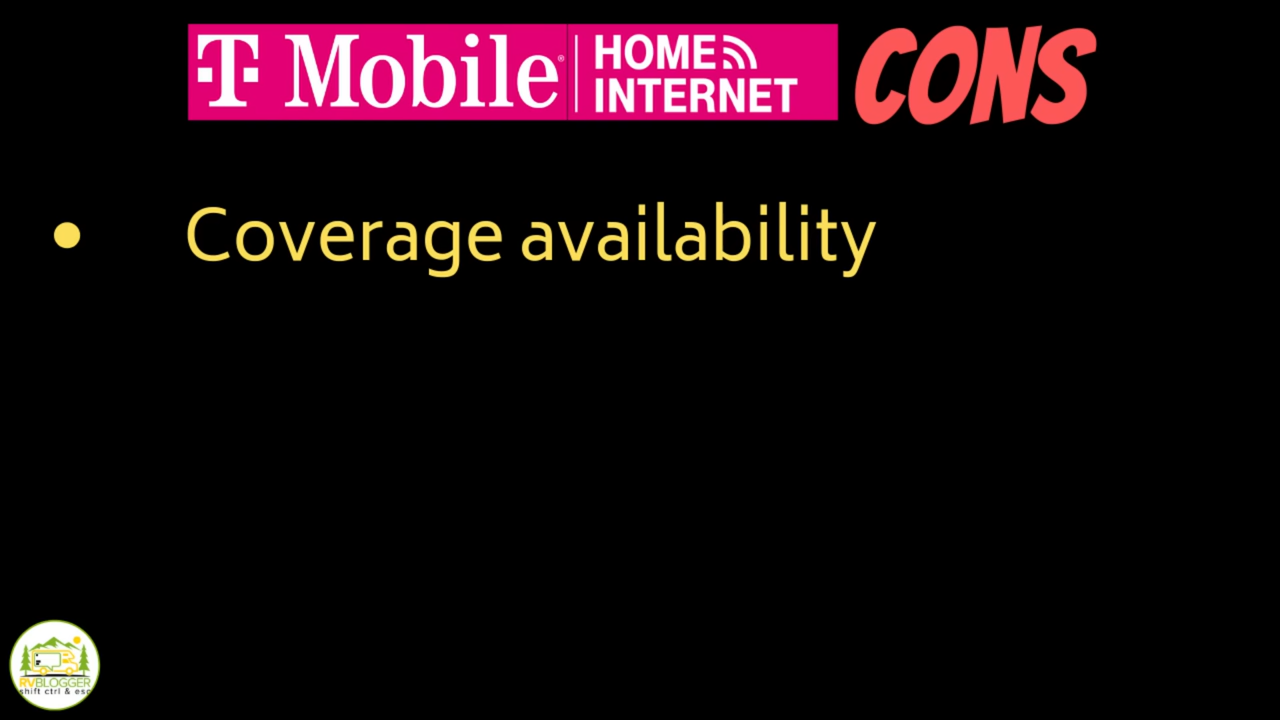 T Mobile® HOME INTERNET CONS
• Coverage availability
RVBLOGGER
shift ctrl & esc